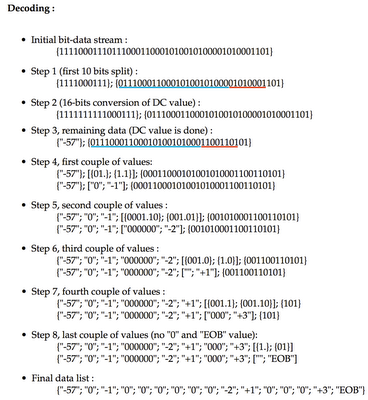 Decoding :
• Initial bit-data stream :
{1111000111011100011000101001010000101000110​1}
• Step 1 (first 10 bits split) :
{1111000111}; {0111000110001010010100001010001101}
• Step 2 (16-bits conversion of DC value) :
{1111111111000111}; {0111000110001010010100001010001101}
• Step 3, remaining data (DC value is done) :
{"-57"}; {0111000110001010010100011001101​01}
• Step 4, first couple of values:
{"-57"}; [{01.} ; {1.1}]; {00011000101001010001100110101}
{"-57"}; ["0"; "-1"]; {00011000101001010001100110101}
• Step 5, second couple of values :
{"-57"; "0"; "-1"; [{0001.10}; {001.01}]; {001010001100110101}
{"-57"; "0"; "-1"; ["000000"; "-2"]; {001010001100110101}
• Step 6, third couple of values :
{"-57"; "0"; "-1"; "000000"; "-2"; [{001.0}; {1.0}]; {001100110101}
{"-57"; "0"; "-1"; "000000"; "-2"; [""; "+1"]; {001100110101}
• Step 7, fourth couple of values :
{"-57"; "0"; "-1"; "000000"; "-2"; "+1"; [{001.1}; {001.10}]; {101}
{"-57"; "0"; "-1"; "000000"; "-2"; "+1"; ["000"; "+3"]; {101}
• Step 8, last couple of values (no "0" and "EOB" value):
{"-57"; "0"; "-1"; "000000"; "-2"; "+1"; "000"; "+3"; [{1.}; {01}]
{"-57"; "0"; "-1"; "000000"; "-2"; "+1"; "000"; "+3"; [""; "EOB"]
• Final data list :
{"-57"; "0"; "-1"; "0"; "0"; "0"; "0"; "0"; "0"; "-2"; "+1"; "0"; "0"; "0"; "+3"; "EOB"}